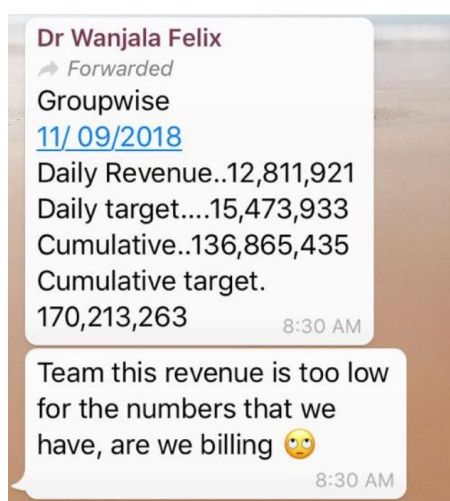 Dr Wanjala Felix
Forwarded
Groupwise
11/ 09/2018
Daily Revenue..12,811,921
Daily target....15,473,933
Cumulative..136,865,435
Cumulative target.
170,213,263
8:30 AM
Team this revenue is too low
for the numbers that we
have, are we billing 🙄
8:30 AM